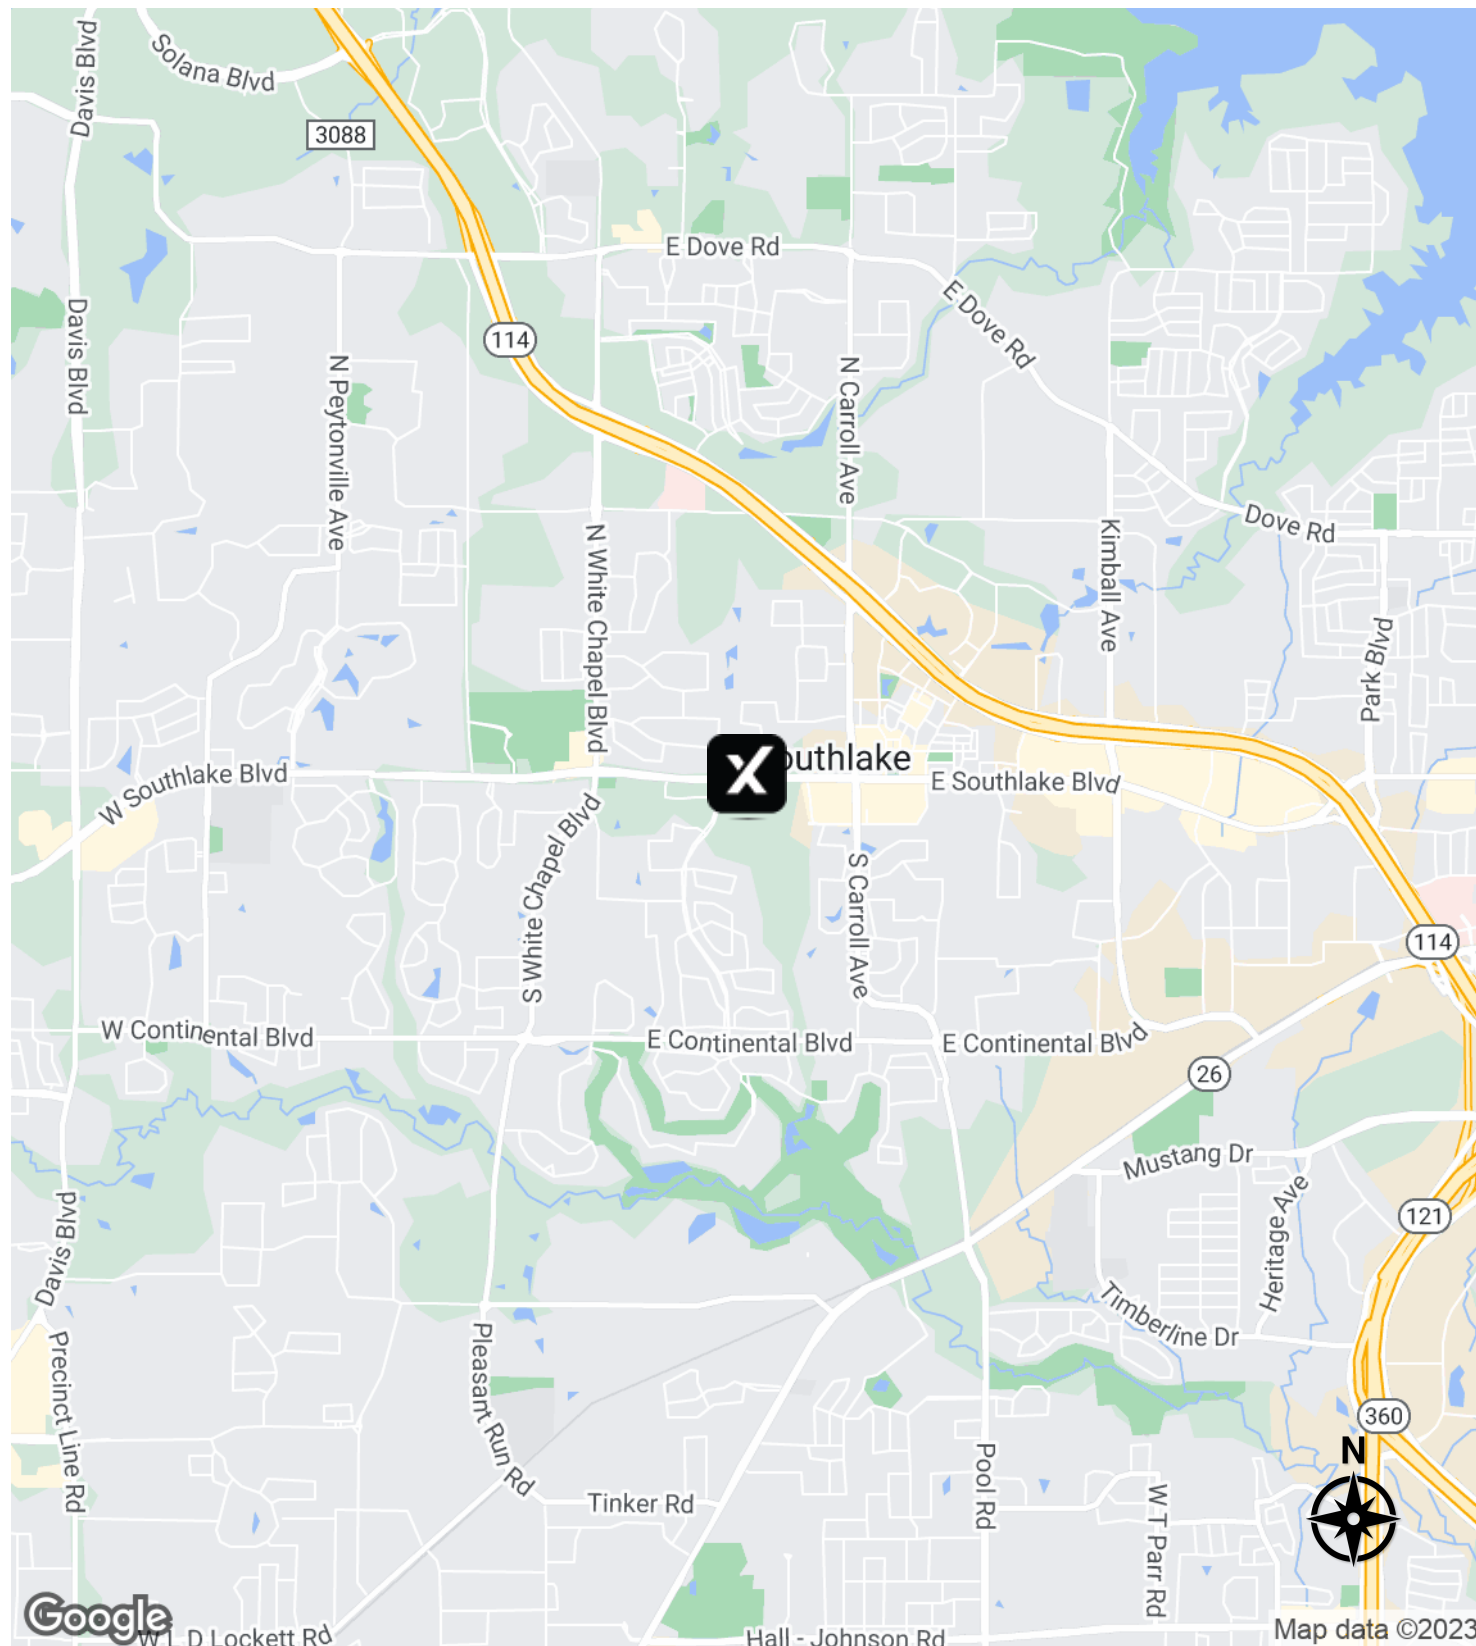 Davis Blvd
Solana Blvd
3088
E Dove Rd
Davis Blvd
114
N Peytonville Ave
N Carroll Ave
E Dove Rd
N White Chapel Blvd
Kimball Ave
Dove Rd
Park Blvd
W Southlake Blvd
X
outhlake
E Southlake Blvd
S White Chapel Blvd
S Carroll Ave
114
W Continental Blvd
E Continental Blvd
E Continental Blvd
26
Mustang Dr
Heritage Ave
121
Davis Blvd
Timberline Dr
Precinct Line Rd
Pleasant Run Rd
360
N
Pool Rd
Tinker Rd
W T Parr Rd
Google
W L D Lockett Rd
Hall - Johnson Rd
Map data ©2023